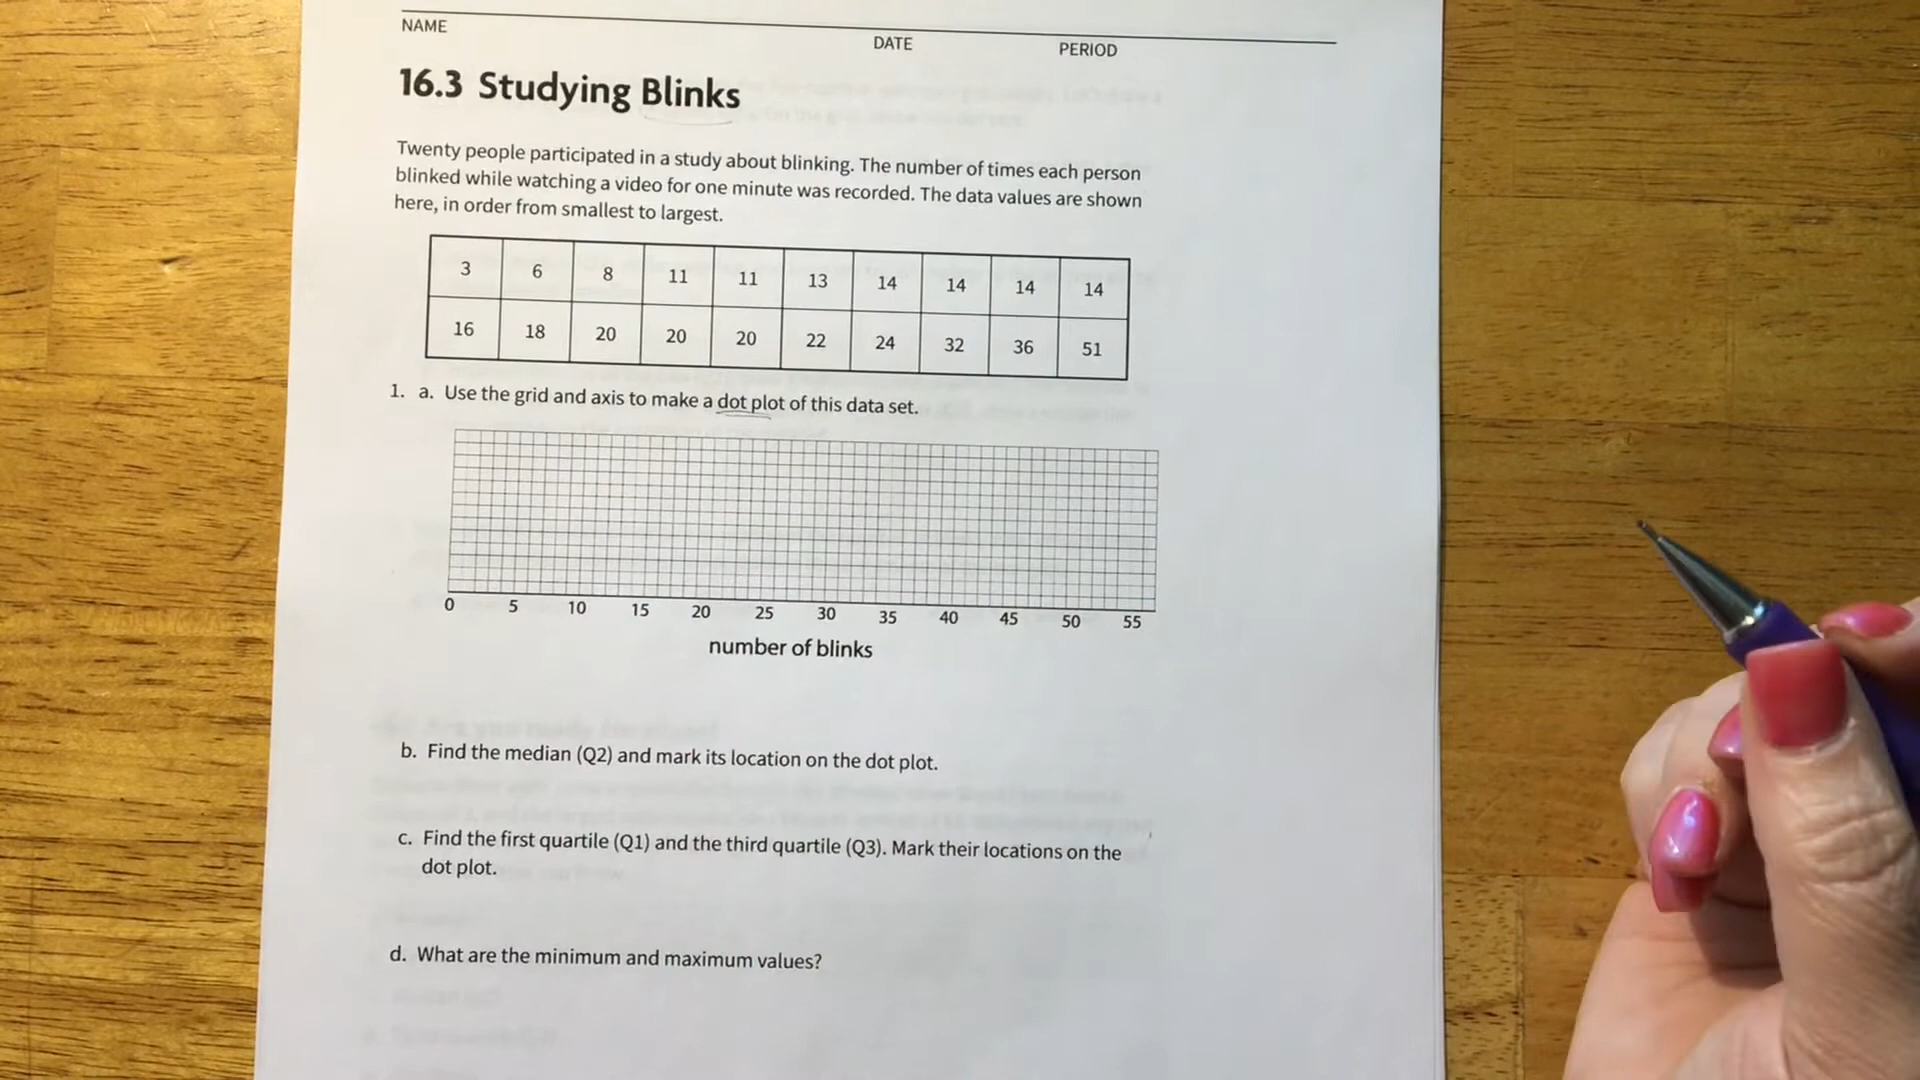 NAME
DATE
PERIOD
16.3 Studying Blinks
Twenty people participated in a study about blinking. The number of times each person
blinked while watching a video for one minute was recorded. The data values are shown
here, in order from smallest to largest.
3 6 8 11 11 13 14 14 14 14
16 18 20 20 20 22 24 32 36 51
1. a. Use the grid and axis to make a dot plot of this data set.
0 5 10 15 20 25 30 35 40 45 50 55
number of blinks
b. Find the median (Q2) and mark its location on the dot plot.
c. Find the first quartile (Q1) and the third quartile (Q3). Mark their locations on the
dot plot.
d. What are the minimum and maximum values?